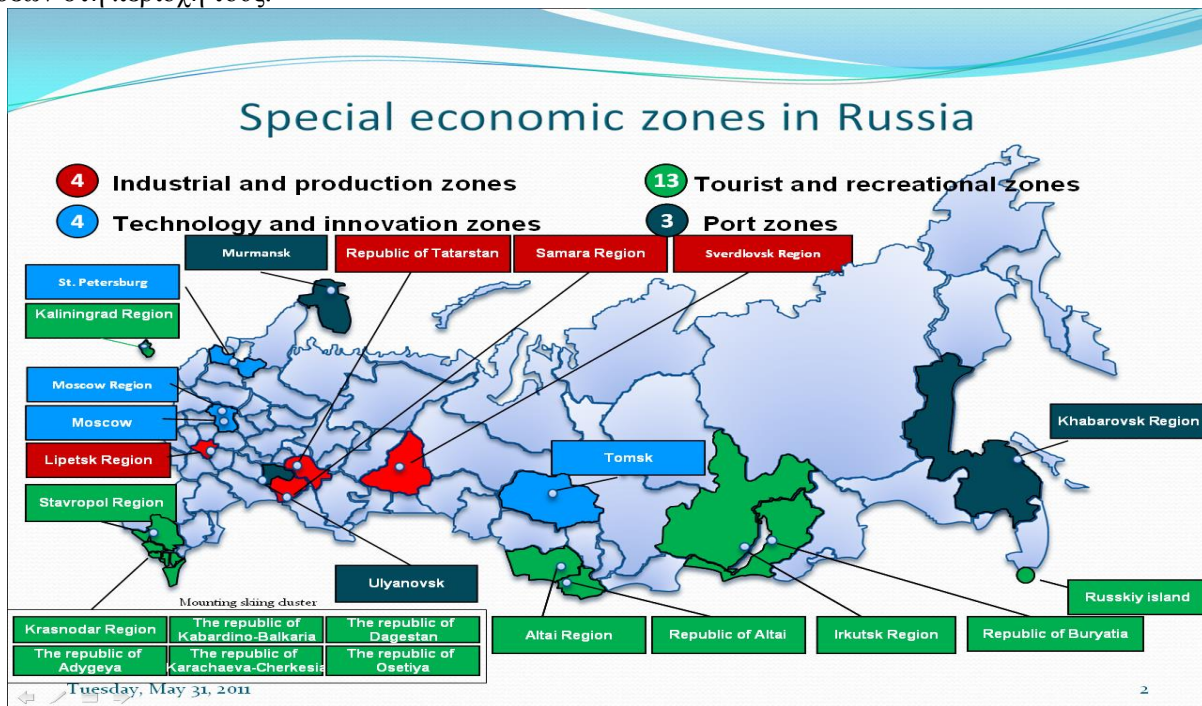 στη περιοχή τους.
Special economic zones in Russia
4 Industrial and production zones
13 Tourist and recreational zones
4 Technology and innovation zones
3 Port zones
Murmansk
Republic of Tatarstan
Samara Region
Sverdlovsk Region
St. Petersburg
Kaliningrad Region
Moscow Region
Moscow
Khabarovsk Region
Lipetsk Region
Tomsk
Stavropol Region
Ulyanovsk
Russkiy island
Mounting skiing cluster
Krasnodar Region
The republic of
Kabardino-Balkaria
The republic of
Dagestan
The republic of
Adygeya
The republic of
Karachaeva-Cherkesia
The republic of
Osetiya
Altai Region
Republic of Altai
Irkutsk Region
Republic of Buryatia
Tuesday, May 31, 2011
2